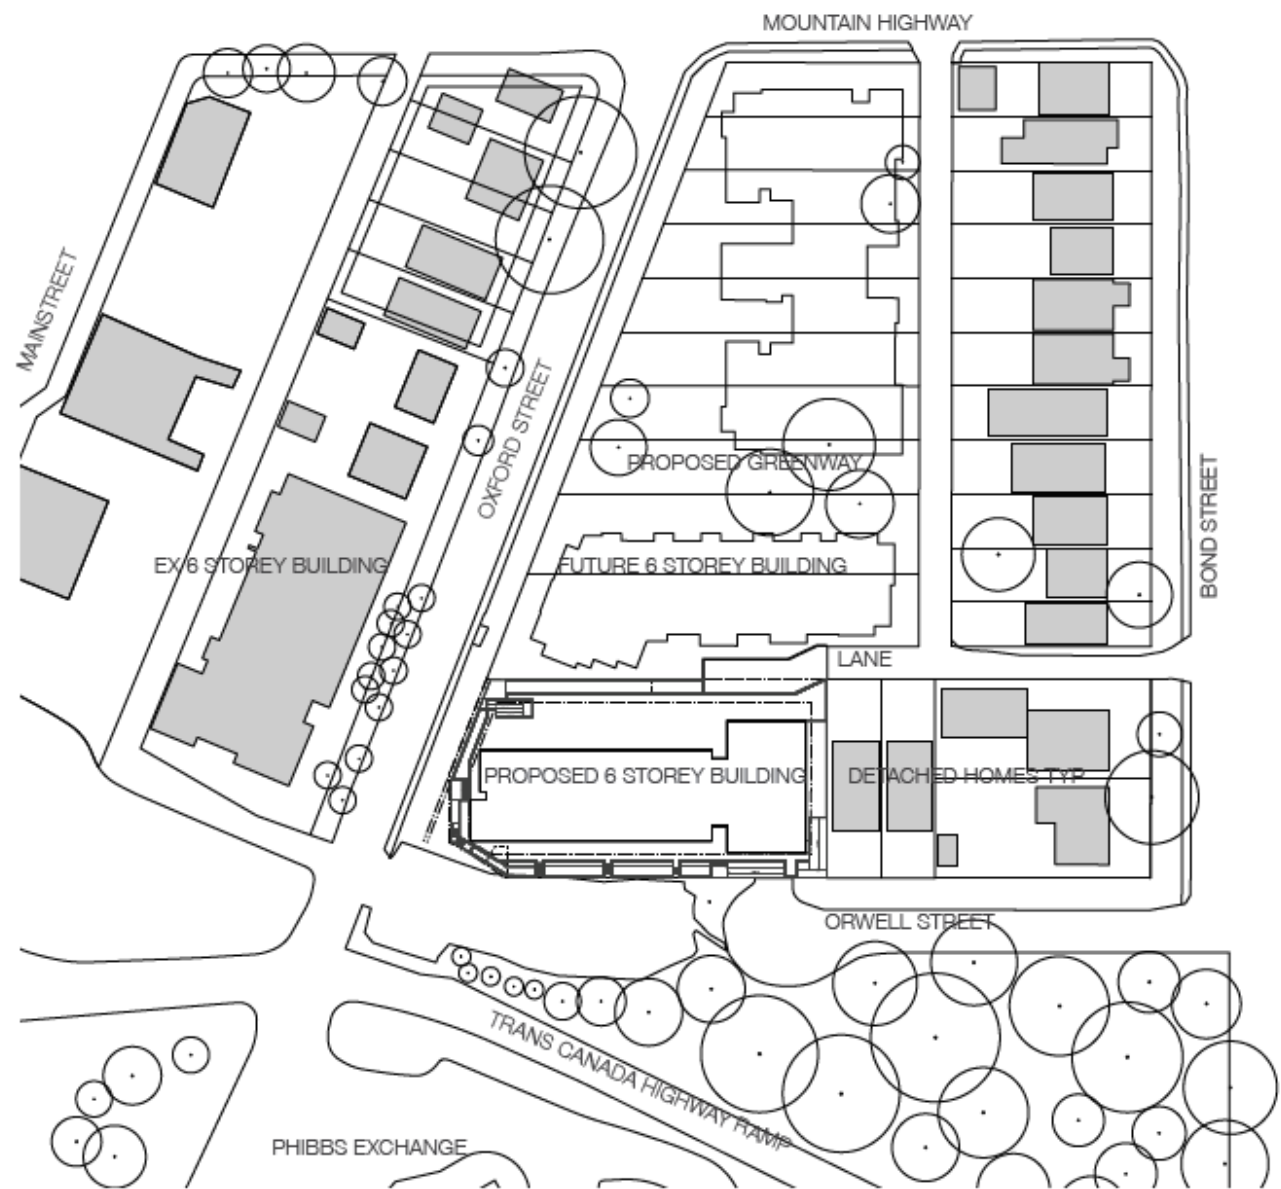 MOUNTAIN HIGHWAY
MAINSTREET
OXFORD STREET
PROPOSED GREENWAY
BOND STREET
EX 6 STOREY BUILDING
FUTURE 6 STOREY BUILDING
LANE
PROPOSED 6 STOREY BUILDING
DETACHED HOMES TYP
ORWELL STREET
TRANS CANADA HIGHWAY RAMP
PHIBBS EXCHANGE